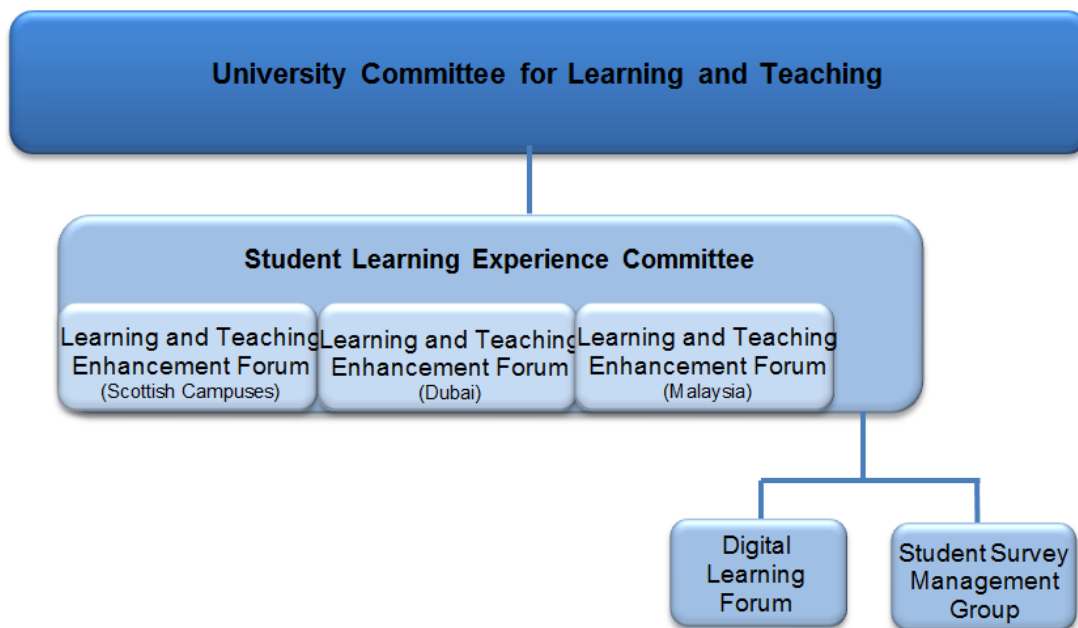 University Committee for Learning and Teaching
Student Learning Experience Committee
Learning and Teaching
Enhancement Forum
(Scottish Campuses)
Learning and Teaching
Enhancement Forum
(Dubai)
Learning and Teaching
Enhancement Forum
(Malaysia)
Digital
Learning
Forum
Student Survey
Management
Group